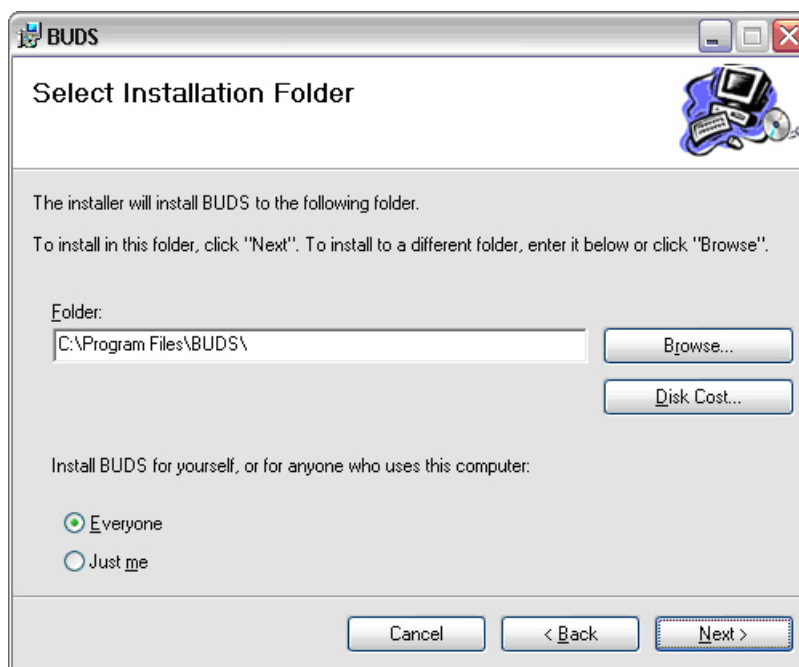 BUDS
Select Installation Folder
The installer will install BUDS to the following folder.
To install in this folder, click "Next". To install to a different folder, enter it below or click "Browse".
Folder:
C:\Program Files\BUDS\
Browse...
Disk Cost...
Install BUDS for yourself, or for anyone who uses this computer:
Everyone
Just me
Cancel
< Back
Next >